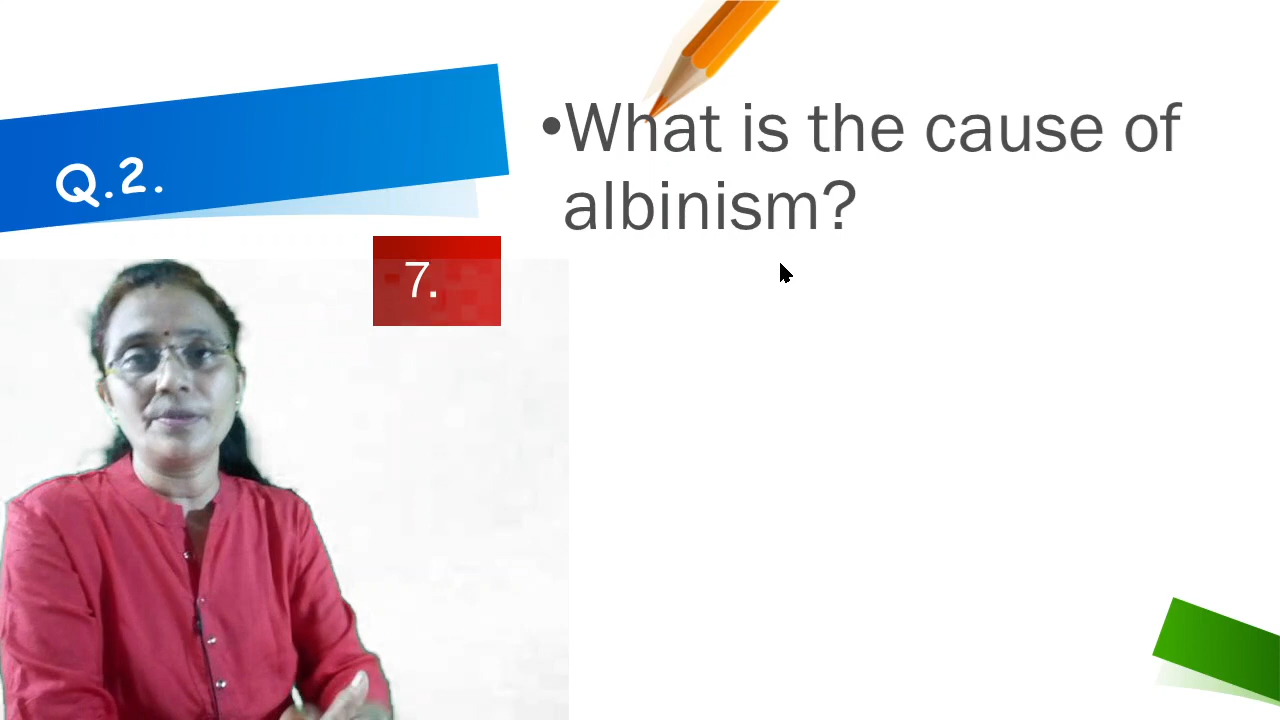 Q.2.
•What is the cause of
albinism?
7.